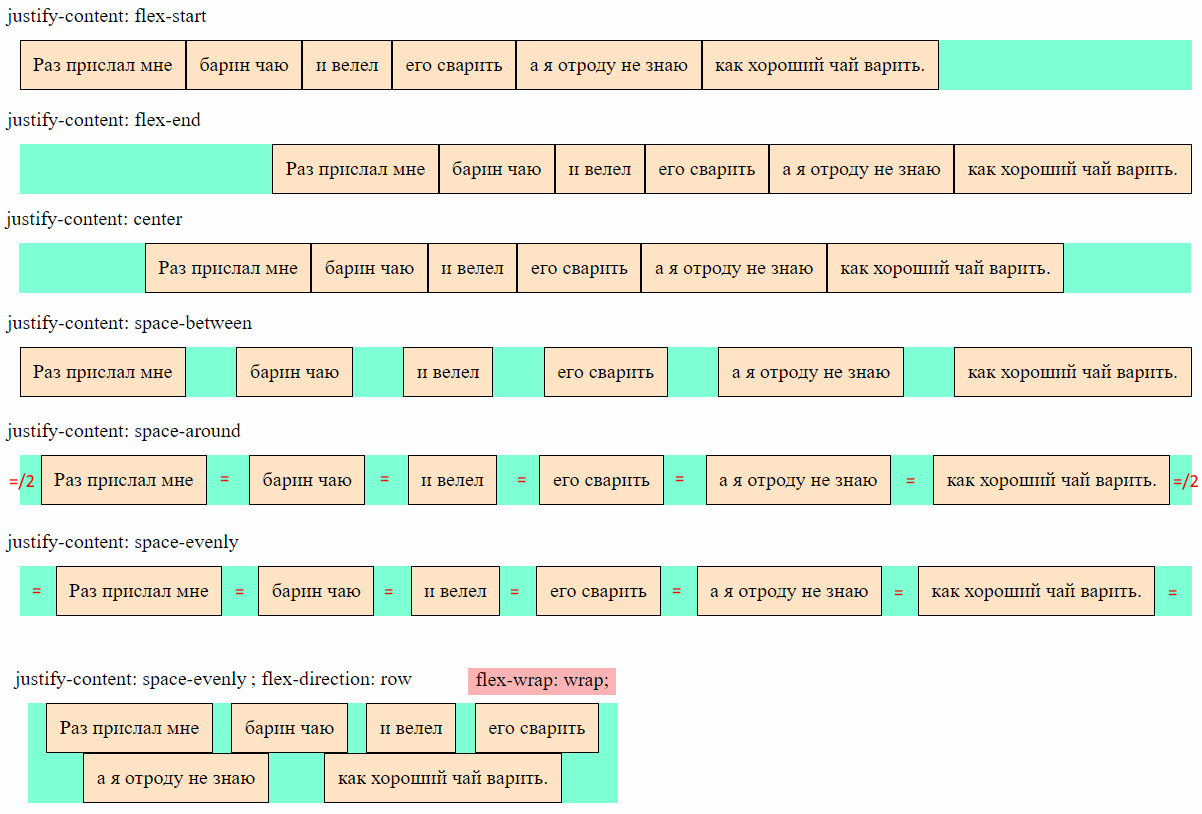 justify-content: flex-start
Раз прислал мне барин чаю и велел его сварить а я отроду не знаю как хороший чай варить.
justify-content: flex-end
Раз прислал мне барин чаю и велел его сварить а я отроду не знаю как хороший чай варить.
justify-content: center
Раз прислал мне барин чаю и велел его сварить а я отроду не знаю как хороший чай варить.
justify-content: space-between
Раз прислал мне барин чаю и велел его сварить а я отроду не знаю как хороший чай варить.
justify-content: space-around
=/2 Раз прислал мне = барин чаю = и велел = его сварить = а я отроду не знаю = как хороший чай варить. =/2
justify-content: space-evenly
= Раз прислал мне = барин чаю = и велел = его сварить = а я отроду не знаю = как хороший чай варить. =
justify-content: space-evenly ; flex-direction: row flex-wrap: wrap;
Раз прислал мне барин чаю и велел его сварить
а я отроду не знаю как хороший чай варить.